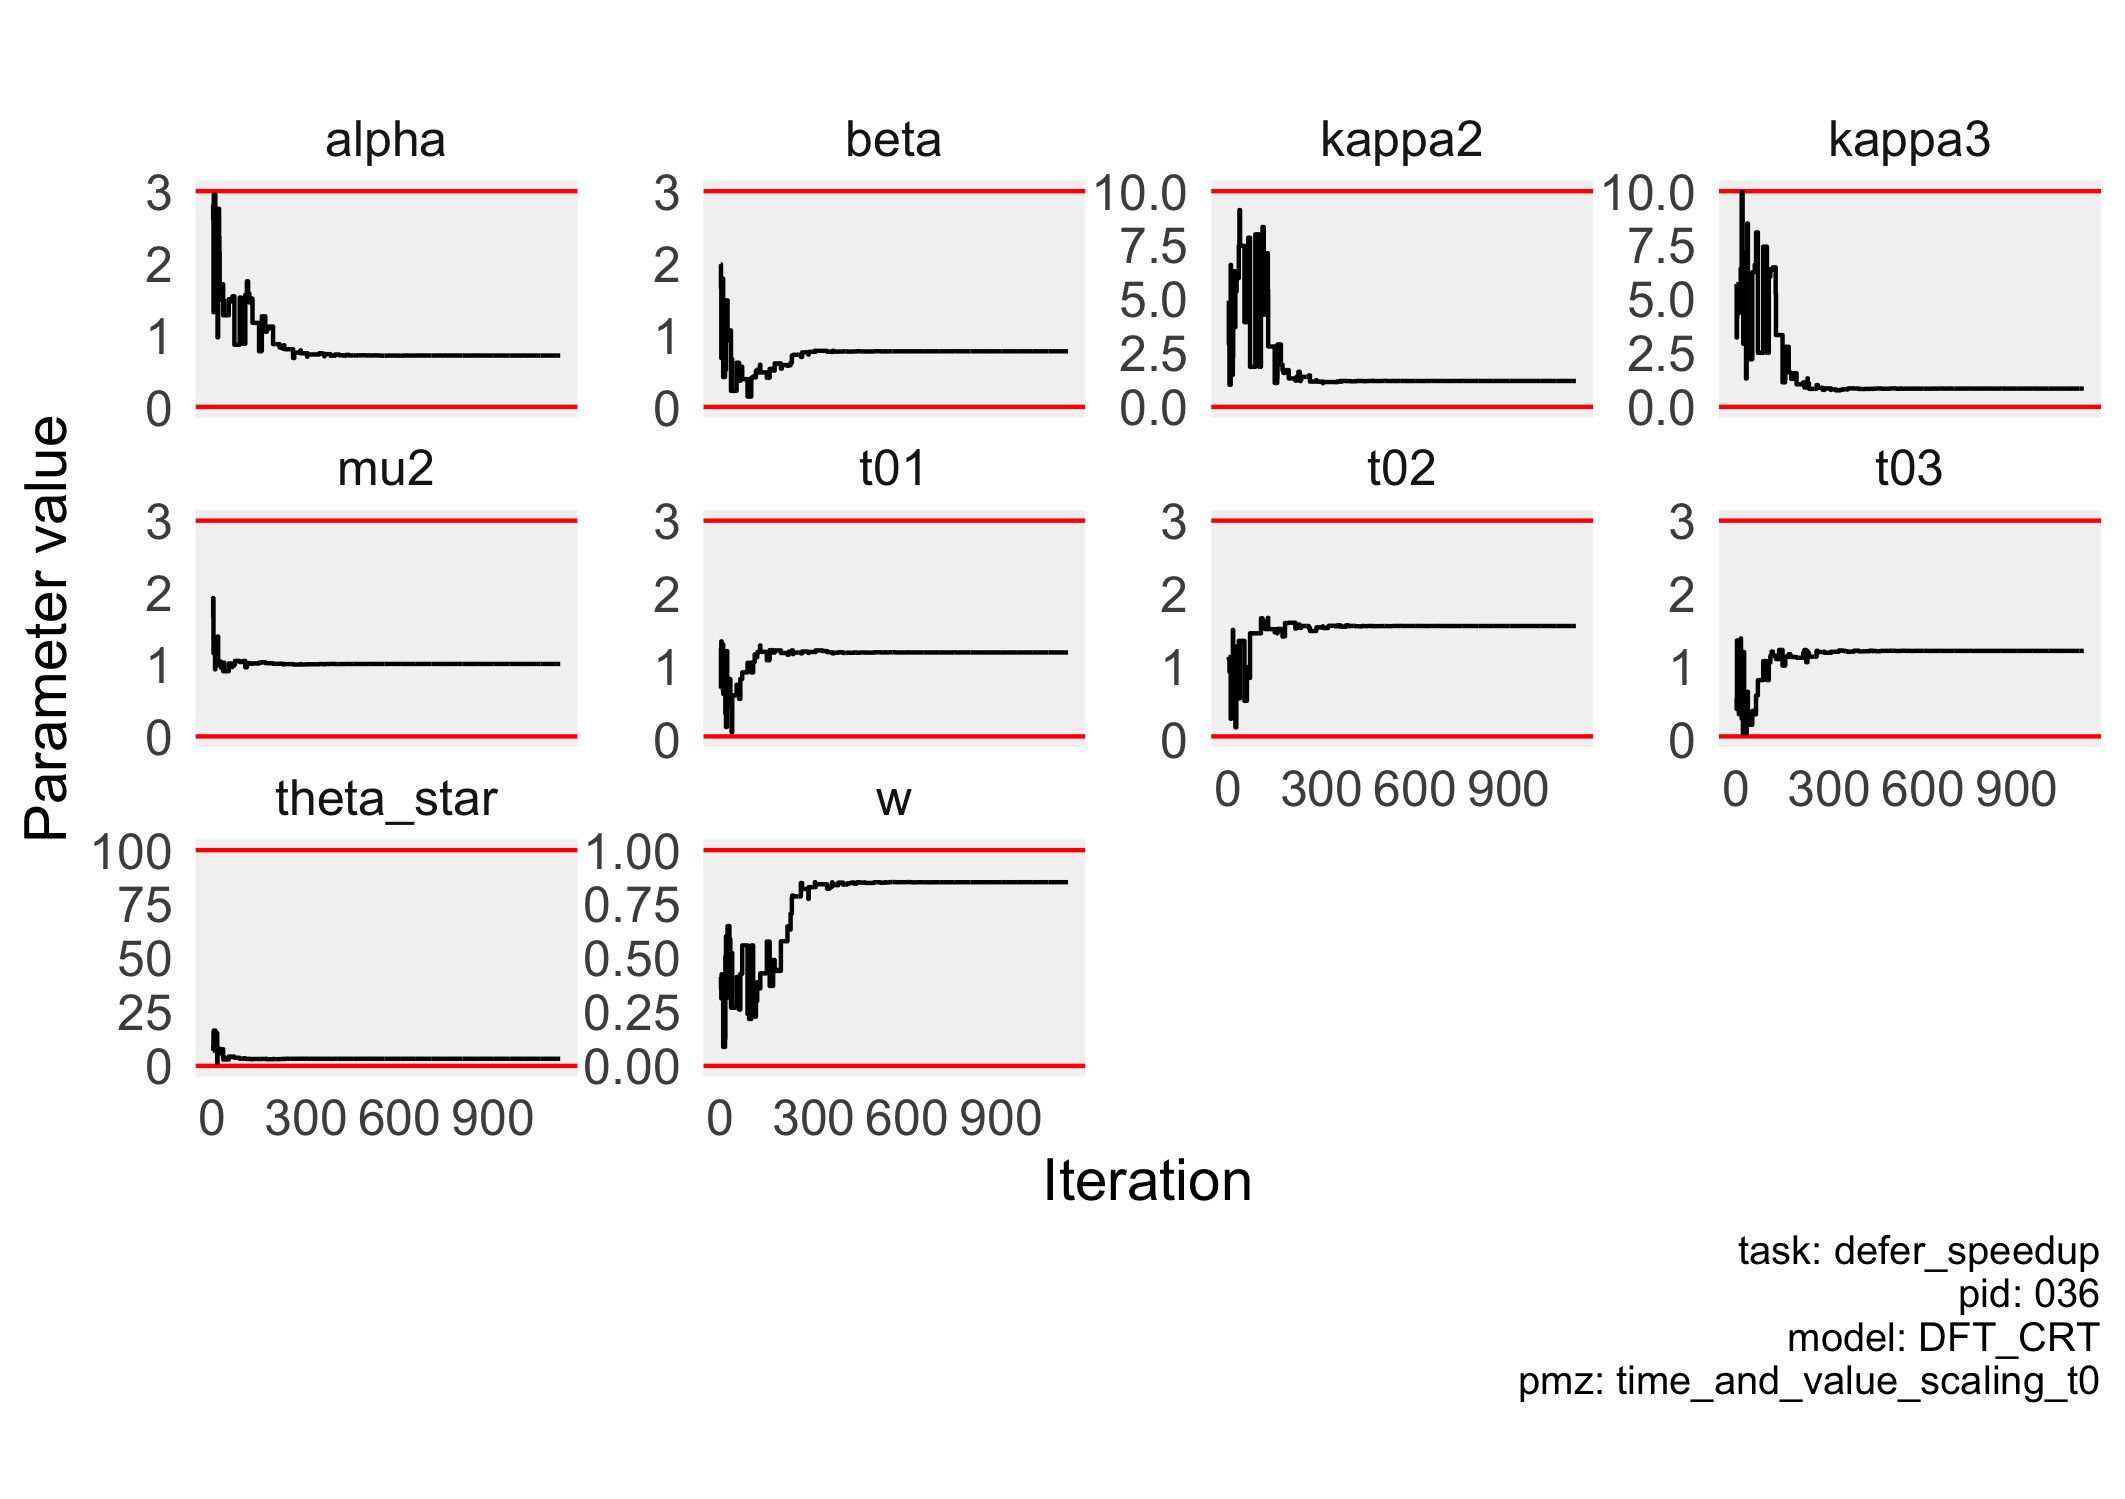 alpha
beta
kappa2
kappa3
3
2
1
0
3
2
1
0
10.0
7.5
5.0
2.5
0.0
10.0
7.5
5.0
2.5
0.0
mu2
t01
t02
t03
3
2
1
0
3
2
1
0
3
2
1
0
3
2
1
0
0 300 600 900
0 300 600 900
theta_star
w
100
75
50
25
0
1.00
0.75
0.50
0.25
0.00
0 300 600 900
0 300 600 900
Parameter value
Iteration
task: defer_speedup
pid: 036
model: DFT_CRT
pmz: time_and_value_scaling_t0